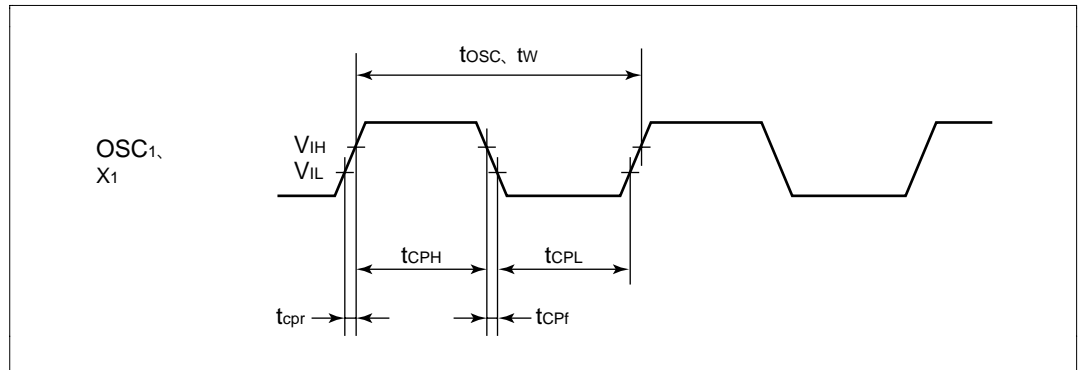 tOSC、tW
OSC1、
X1
VIH
VIL
tCPH
tCPL
tcpr
tCPf